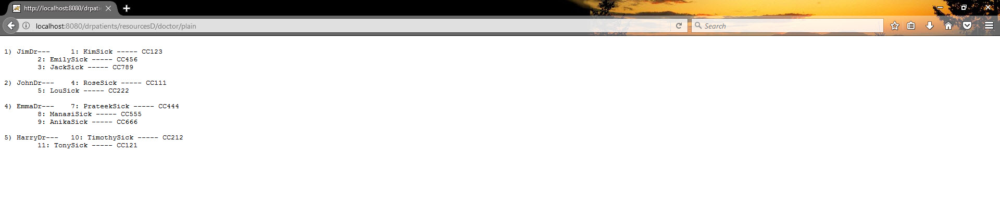 http://localhost:8080/drpatie
localhost:8080/drpatients/resourcesD/doctor/plain
Search
1) JimDr---    1: KimSick ----- CC123
        2: EmilySick ----- CC456
        3: JackSick ----- CC789
2) JohnDr---    4: RoseSick ----- CC111
        5: LouSick ----- CC222
4) EmmaDr---    7: PrateekSick ----- CC444
        8: ManasiSick ----- CC555
        9: AnikaSick ----- CC666
5) HarryDr---   10: TimothySick ----- CC212
        11: TonySick ----- CC121